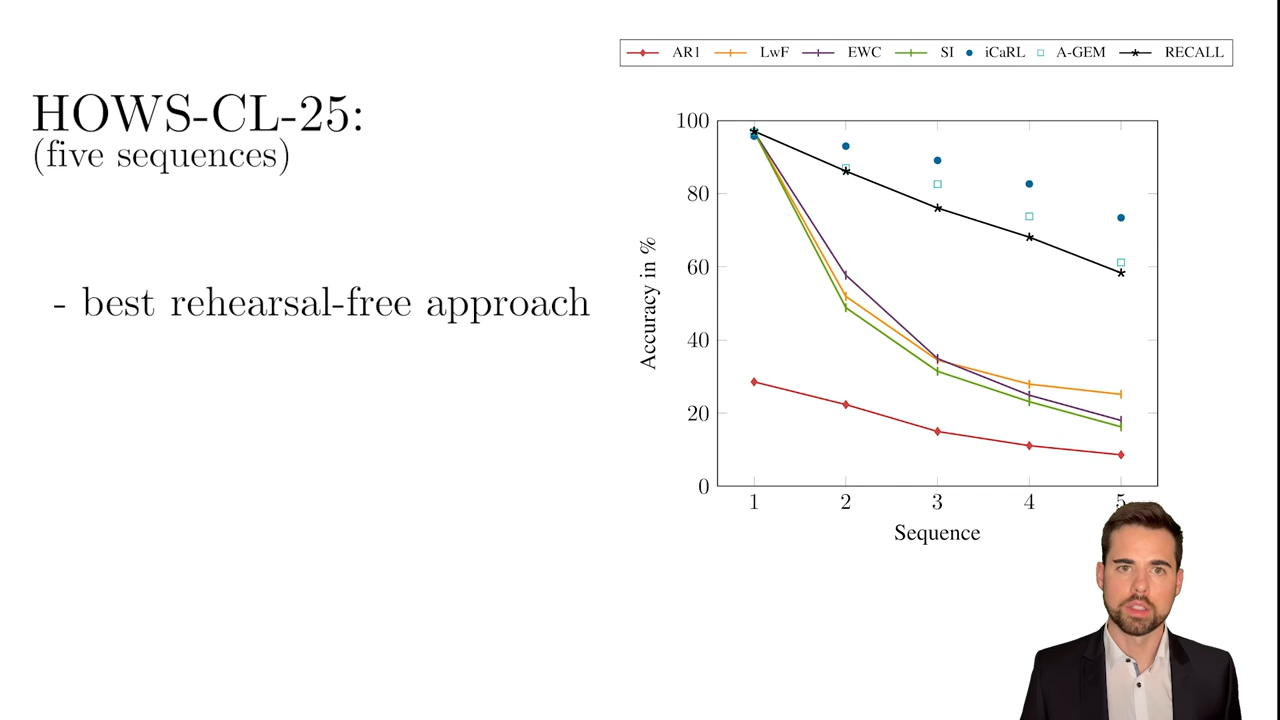 AR1 LwF EWC SI iCaRL A-GEM RECALL
HOWS-CL-25:
(five sequences)
- best rehearsal-free approach
Accuracy in %
100
80
60
40
20
0
1 2 3 4 5
Sequence